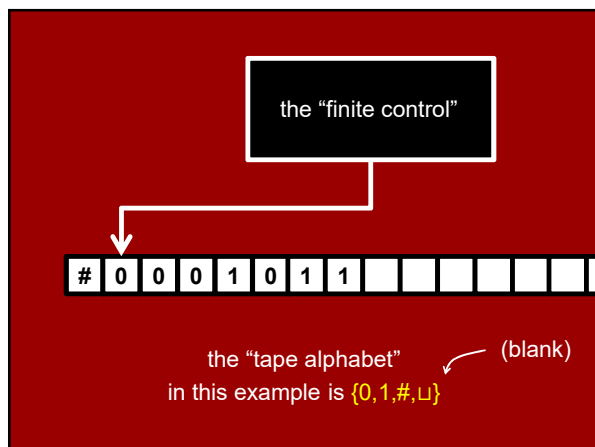 the “finite control”
# 0 0 0 1 0 1 1
the “tape alphabet”
(blank)
in this example is {0,1,#,⊔}